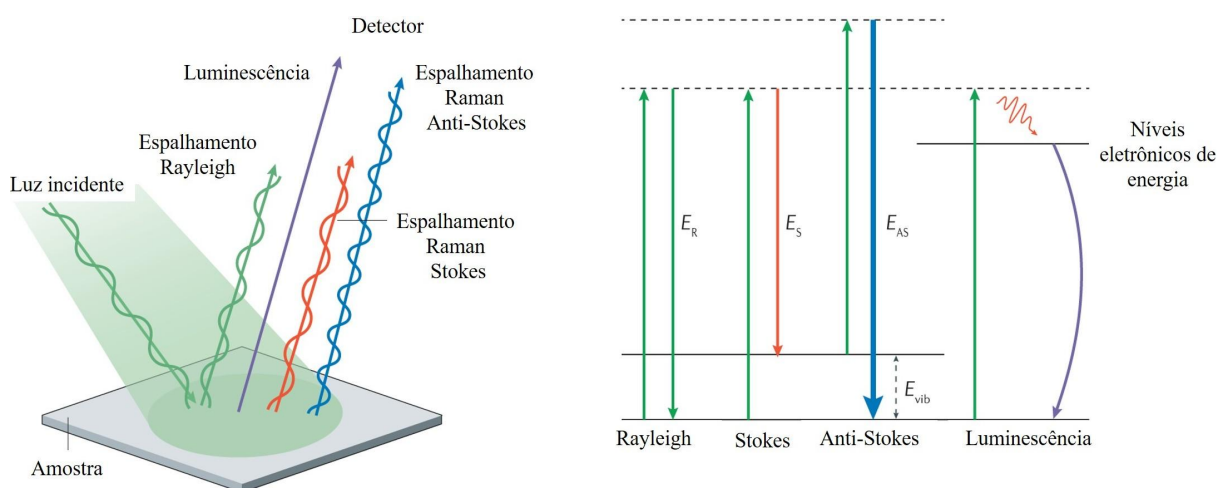 Detector
Luminescência
Espalhamento
Raman
Anti-Stokes
Espalhamento
Rayleigh
Luz incidente
Espalhamento
Raman
Stokes
Amostra
E_R
E_S
E_AS
E_vib
Níveis
eletrônicos de
energia
Rayleigh
Stokes
Anti-Stokes
Luminescência